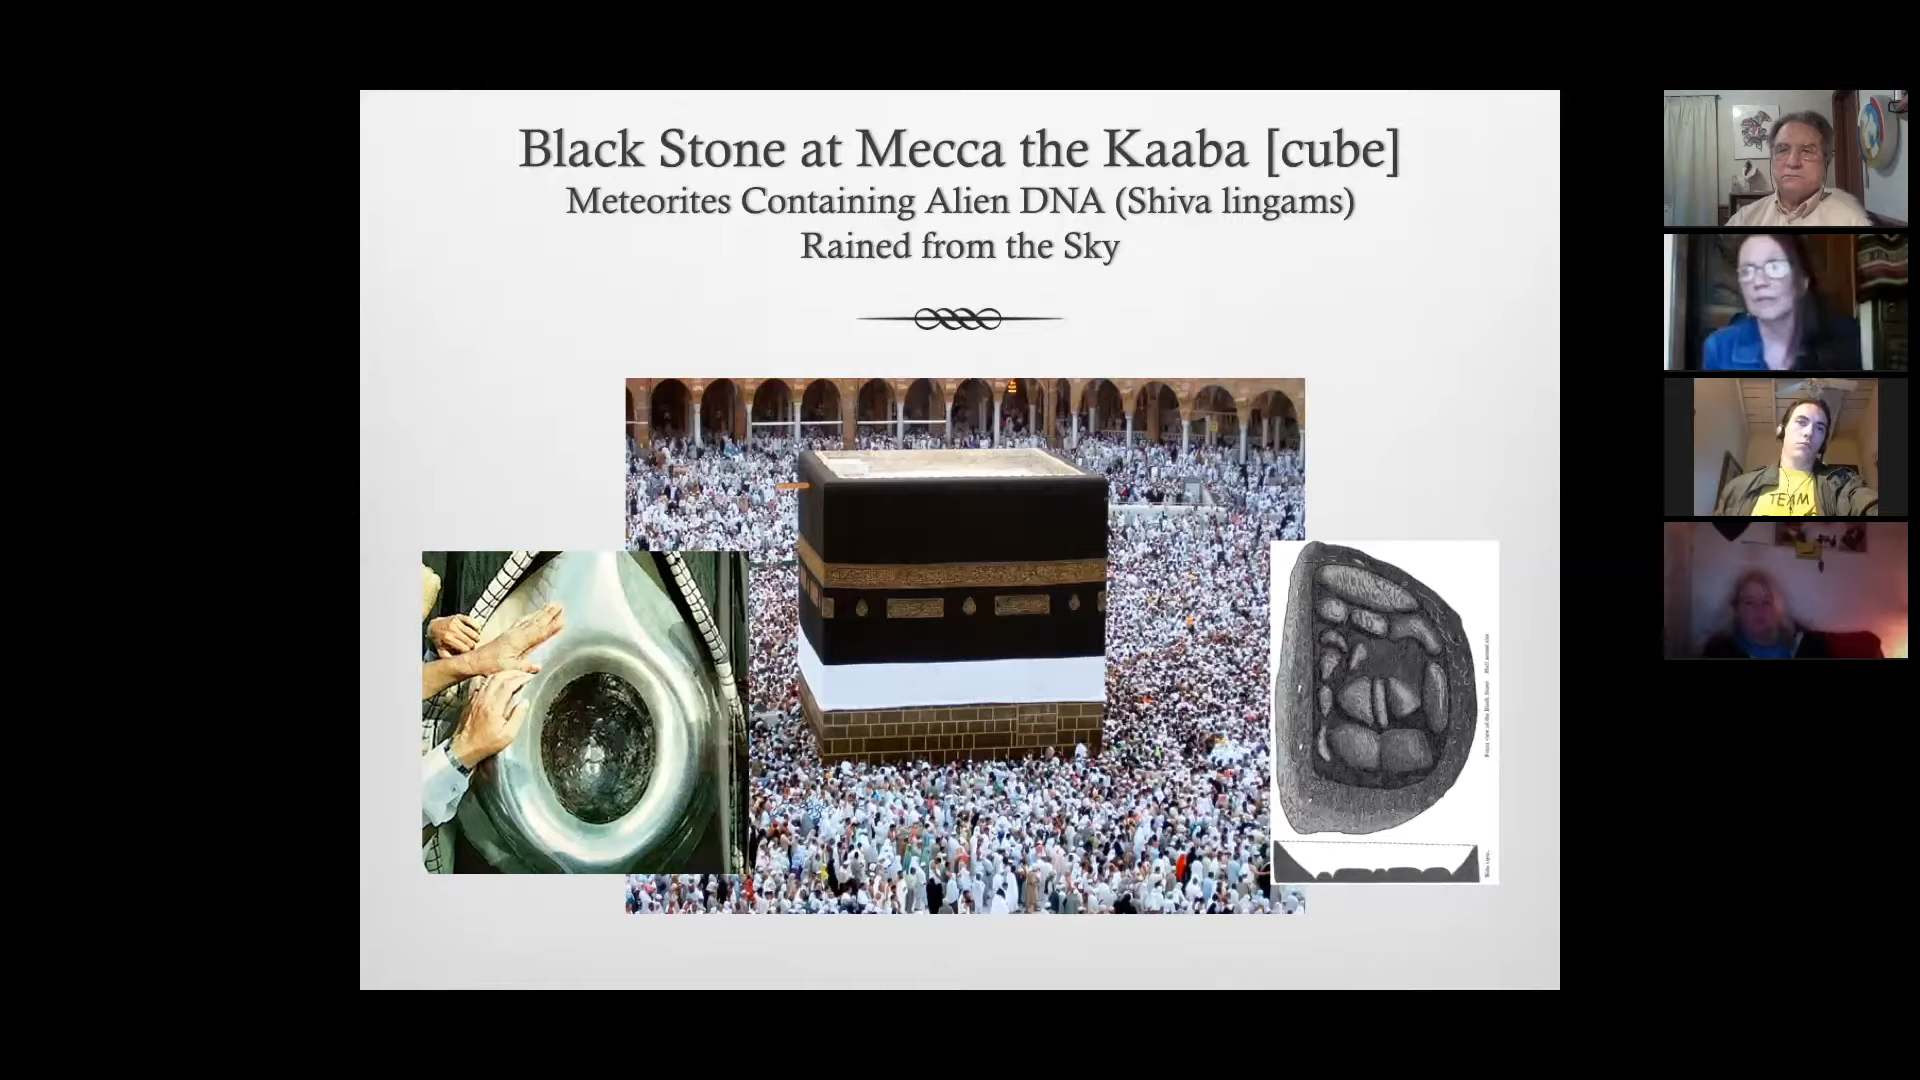 Black Stone at Mecca the Kaaba [cube]
Meteorites Containing Alien DNA (Shiva lingams)
Rained from the Sky
TEAM